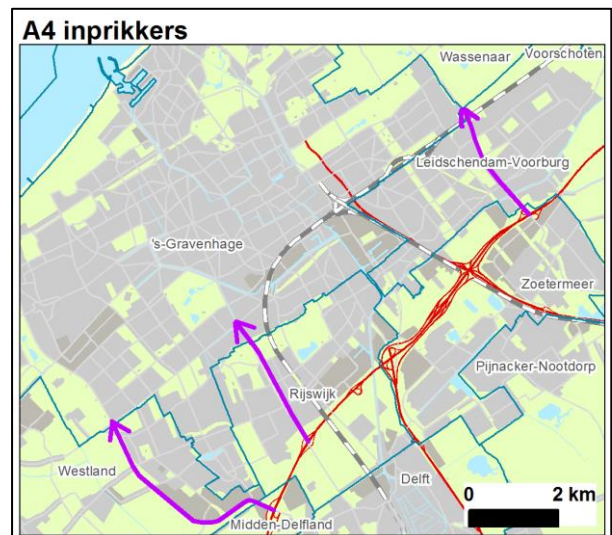 A4 inprikkers
Wassenaar
Voorschoten
Leidschendam-Voorburg
's-Gravenhage
Zoetermeer
Pijnacker-Nootdorp
Rijswijk
Westland
Delft
Midden-Delfland
0 2 km